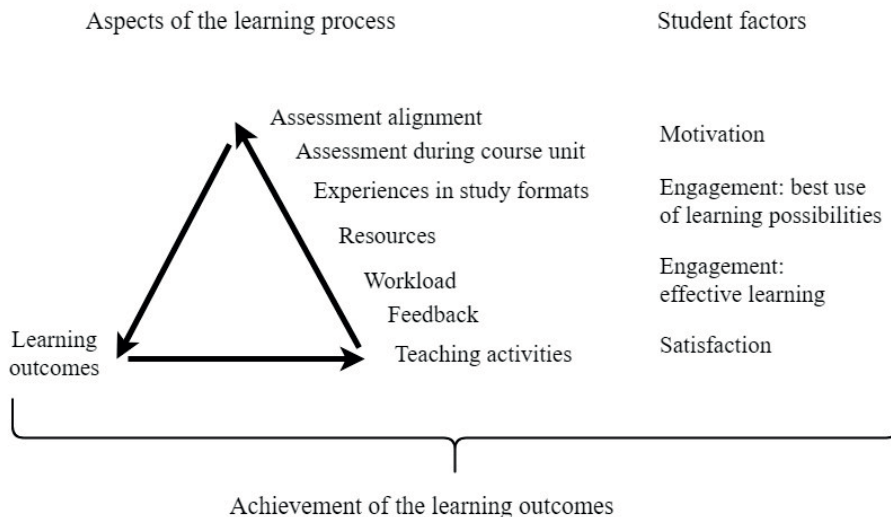 Aspects of the learning process
Student factors
Assessment alignment
Assessment during course unit
Experiences in study formats
Resources
Workload
Feedback
Teaching activities
Learning
outcomes
Motivation
Engagement: best use
of learning possibilities
Engagement:
effective learning
Satisfaction
Achievement of the learning outcomes